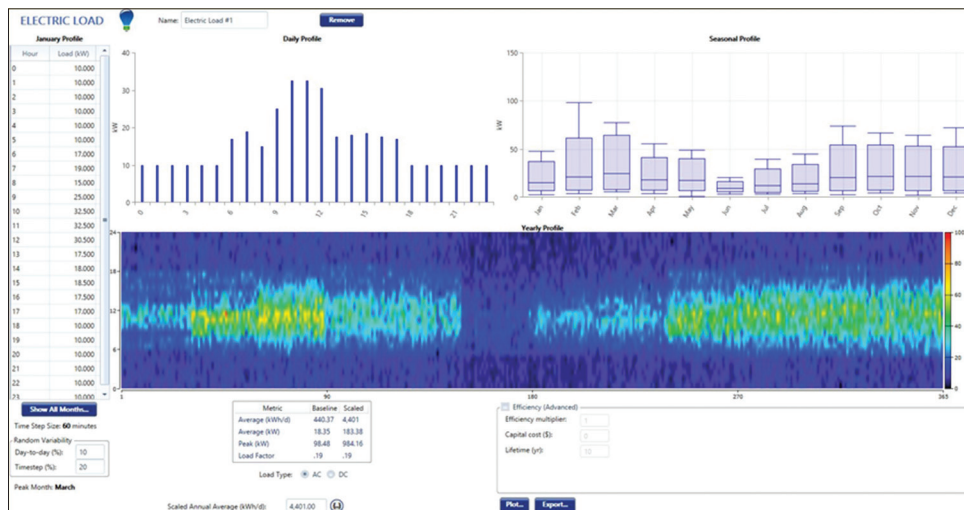 ELECTRIC LOAD
Name: Electric Load #1
Remove
January Profile
Hour Load (kW)
0 10.000
1 10.000
2 10.000
3 10.000
4 10.000
5 10.000
6 17.000
7 19.000
8 15.000
9 25.000
10 32.500
11 32.500
12 30.500
13 17.500
14 18.000
15 18.500
16 17.500
17 17.000
18 10.000
19 10.000
20 10.000
21 10.000
22 10.000
23 10.000
Show All Months...
Time Step Size: 60 minutes
Random Variability
Day-to-day (%): 10
Timestep (%): 20
Peak Month: March
Daily Profile
kW
40
30
20
10
0
0 3 6 9 12 15 18 21
Seasonal Profile
kW
150
100
50
0
Jan Feb Mar Apr May Jun Jul Aug Sep Oct Nov Dec
Yearly Profile
24
18
12
6
0
1 90 180 270 365
100
80
60
40
20
0
Metric Baseline Scaled
Average (kWh/d) 440.37 4,401
Average (kW) 18.35 183.38
Peak (kW) 98.48 984.16
Load Factor .19 .19
Load Type: AC DC
Scaled Annual Average (kWh/d): 4,401.00
Efficiency (Advanced)
Efficiency multiplier: 1
Capital cost ($): 0
Lifetime (yr): 10
Plot... Export...